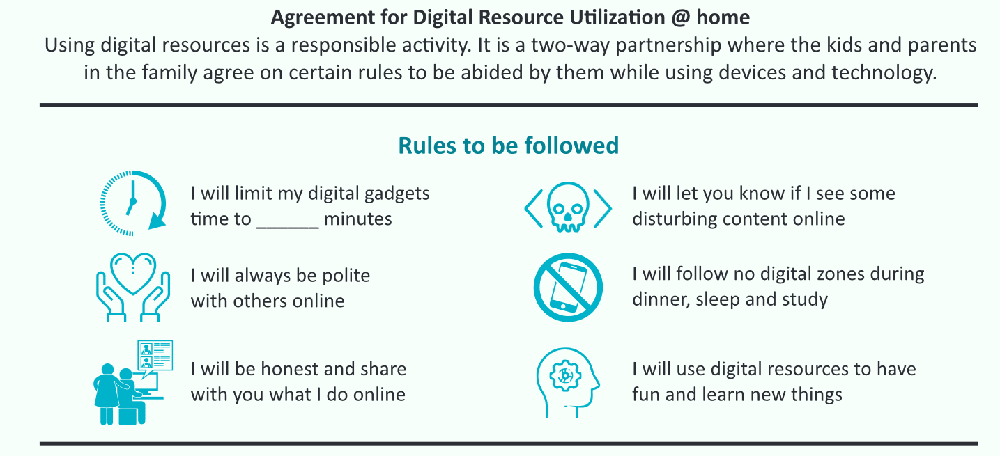 Agreement for Digital Resource Utilization @ home
Using digital resources is a responsible activity. It is a two-way partnership where the kids and parents
in the family agree on certain rules to be abided by them while using devices and technology.
Rules to be followed
I will limit my digital gadgets
time to ______ minutes
I will let you know if I see some
disturbing content online
I will always be polite
with others online
I will follow no digital zones during
dinner, sleep and study
I will be honest and share
with you what I do online
I will use digital resources to have
fun and learn new things